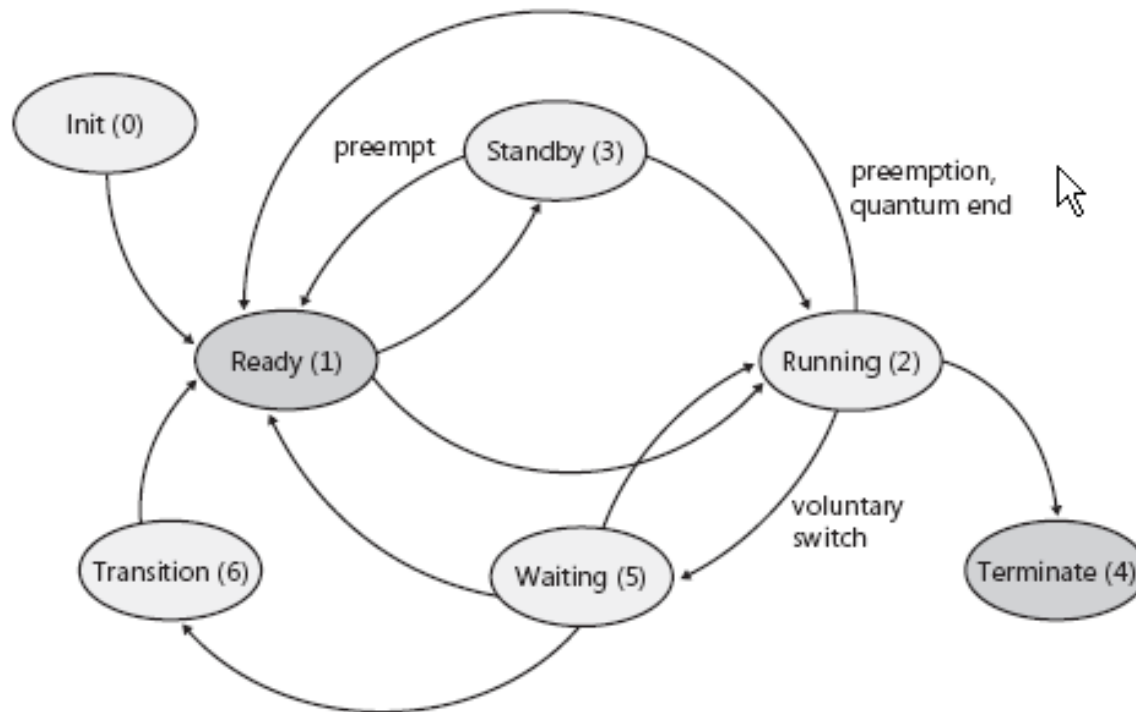 Init (0)
preempt
Standby (3)
preemption,
quantum end
Ready (1)
Running (2)
voluntary
switch
Transition (6)
Waiting (5)
Terminate (4)